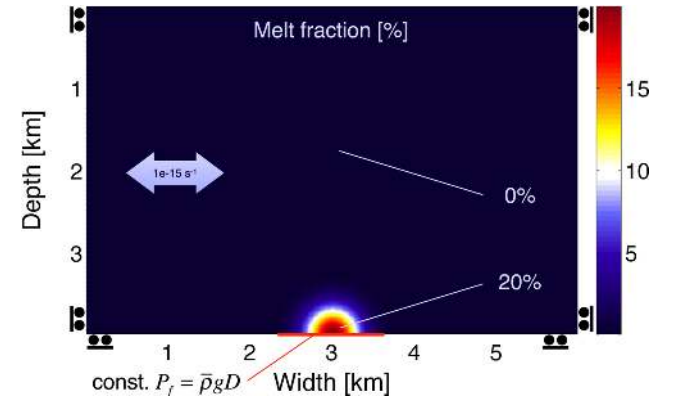 Melt fraction [%]
Depth [km]
1
2
3
1e-15 s⁻¹
0%
20%
15
10
5
1 2 3 4 5
const. P_f = ρ̅gD
Width [km]